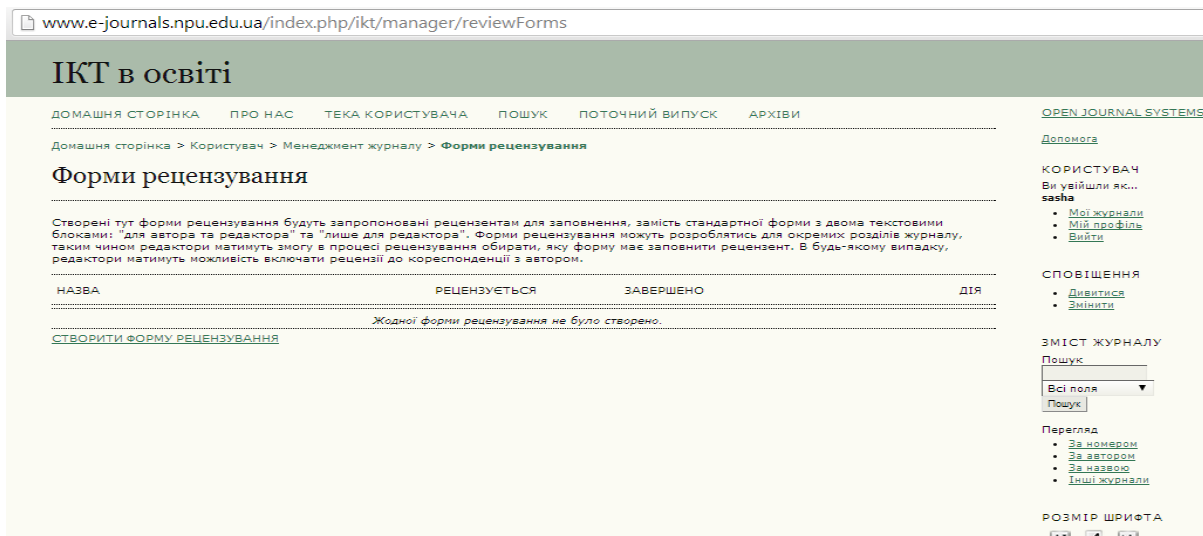 www.e-journals.npu.edu.ua/index.php/ikt/manager/reviewForms
ІКТ в освіті
ДОМАШНЯ СТОРІНКА ПРО НАС ТЕКА КОРИСТУВАЧА ПОШУК ПОТОЧНИЙ ВИПУСК АРХІВИ
Домашня сторінка > Користувач > Менеджмент журналу > Форми рецензування
Форми рецензування
Створені тут форми рецензування будуть запропоновані рецензентам для заповнення, замість стандартної форми з двома текстовими
блоками: "для автора та редактора" та "лише для редактора". Форми рецензування можуть розроблятись для окремих розділів журналу,
таким чином редактори матимуть змогу в процесі рецензування обирати, яку форму має заповнити рецензент. В будь-якому випадку,
редактори матимуть можливість включати рецензії до кореспонденції з автором.
НАЗВА РЕЦЕНЗУЄТЬСЯ ЗАВЕРШЕНО ДІЯ
Жодної форми рецензування не було створено.
СТВОРИТИ ФОРМУ РЕЦЕНЗУВАННЯ
OPEN JOURNAL SYSTEMS
Допомога
КОРИСТУВАЧ
Ви увійшли як...
sasha
Мої журнали
Мій профіль
Вийти
СПОВІЩЕННЯ
Дивитися
Змінити
ЗМІСТ ЖУРНАЛУ
Пошук
Всі поля
Пошук
Перегляд
За номером
За автором
За назвою
Інші журнали
РОЗМІР ШРИФТА